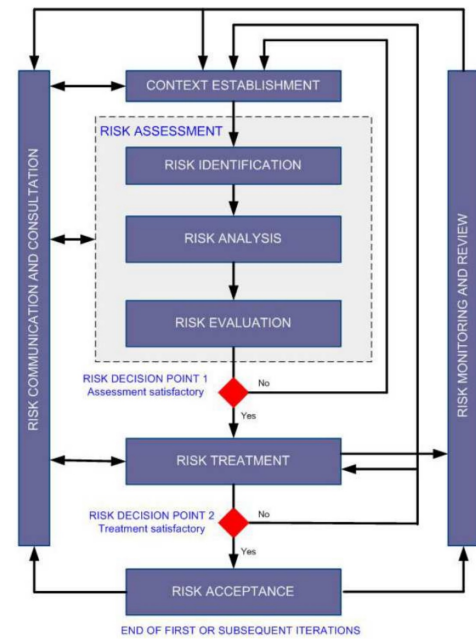 CONTEXT ESTABLISHMENT
RISK ASSESSMENT
RISK IDENTIFICATION
RISK ANALYSIS
RISK EVALUATION
RISK COMMUNICATION AND CONSULTATION
RISK MONITORING AND REVIEW
RISK DECISION POINT 1
Assessment satisfactory
No
Yes
RISK TREATMENT
RISK DECISION POINT 2
Treatment satisfactory
No
Yes
RISK ACCEPTANCE
END OF FIRST OR SUBSEQUENT ITERATIONS